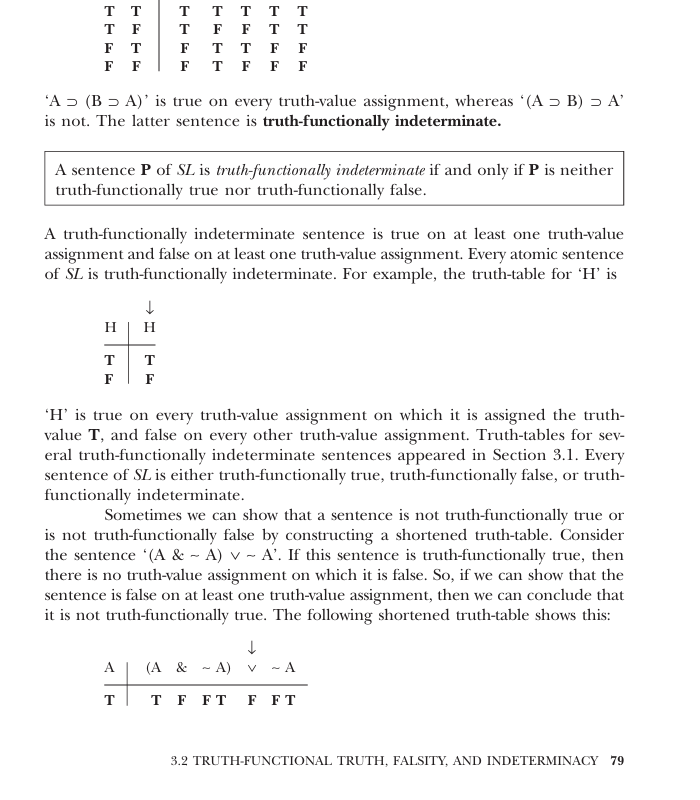 T T T T T T T
T F T F F T T
F T F T T F F
F F F T F F F
‘A ⊃ (B ⊃ A)’ is true on every truth-value assignment, whereas ‘(A ⊃ B) ⊃ A’
is not. The latter sentence is truth-functionally indeterminate.
A sentence P of SL is truth-functionally indeterminate if and only if P is neither
truth-functionally true nor truth-functionally false.
A truth-functionally indeterminate sentence is true on at least one truth-value
assignment and false on at least one truth-value assignment. Every atomic sentence
of SL is truth-functionally indeterminate. For example, the truth-table for ‘H’ is
↓
H H
T T
F F
‘H’ is true on every truth-value assignment on which it is assigned the truth-
value T, and false on every other truth-value assignment. Truth-tables for sev-
eral truth-functionally indeterminate sentences appeared in Section 3.1. Every
sentence of SL is either truth-functionally true, truth-functionally false, or truth-
functionally indeterminate.
Sometimes we can show that a sentence is not truth-functionally true or
is not truth-functionally false by constructing a shortened truth-table. Consider
the sentence ‘(A & ~ A) ∨ ~ A’. If this sentence is truth-functionally true, then
there is no truth-value assignment on which it is false. So, if we can show that the
sentence is false on at least one truth-value assignment, then we can conclude that
it is not truth-functionally true. The following shortened truth-table shows this:
↓
A (A & ~ A) ∨ ~ A
T T F F T F F T
3.2 TRUTH-FUNCTIONAL TRUTH, FALSITY, AND INDETERMINACY 79